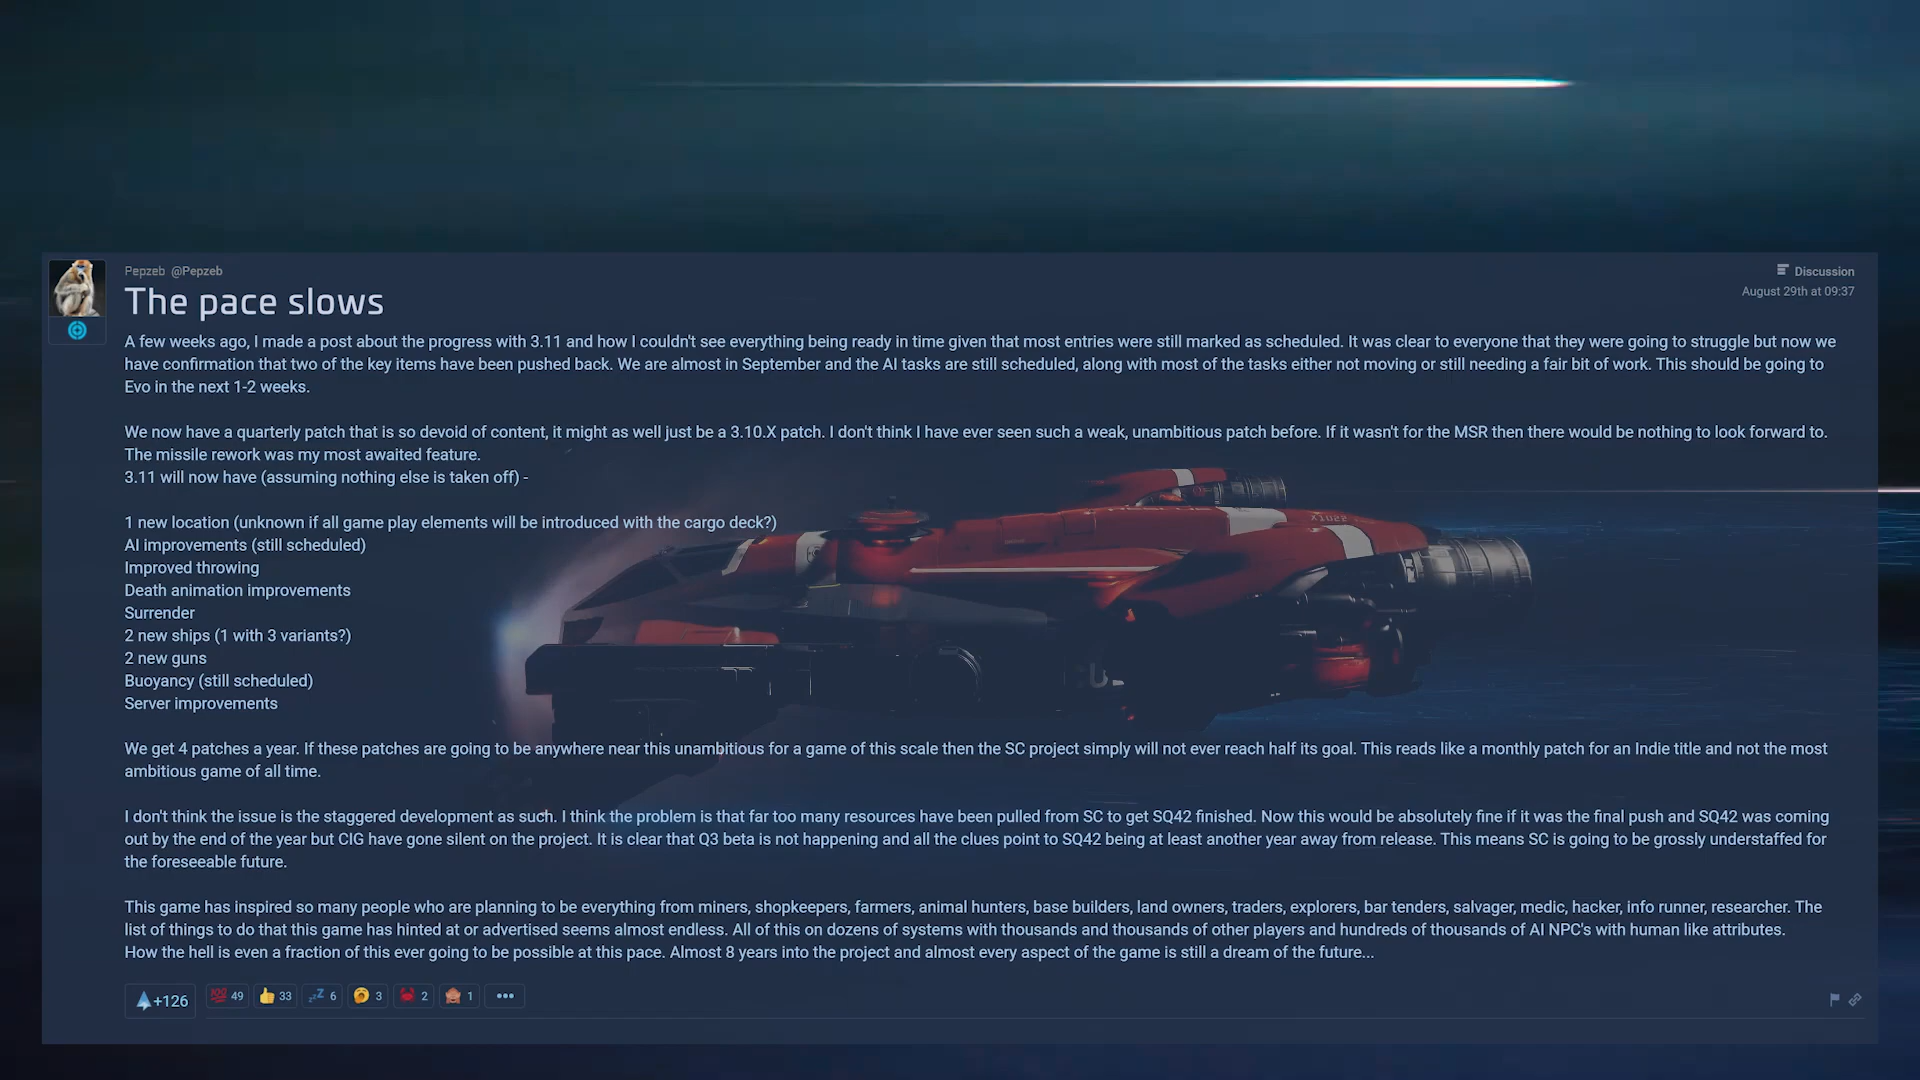 Pepzeb @Pepzeb
Discussion
The pace slows
August 29th at 09:37
A few weeks ago, I made a post about the progress with 3.11 and how I couldn't see everything being ready in time given that most entries were still marked as scheduled. It was clear to everyone that they were going to struggle but now we
have confirmation that two of the key items have been pushed back. We are almost in September and the AI tasks are still scheduled, along with most of the tasks either not moving or still needing a fair bit of work. This should be going to
Evo in the next 1-2 weeks.
We now have a quarterly patch that is so devoid of content, it might as well just be a 3.10.X patch. I don't think I have ever seen such a weak, unambitious patch before. If it wasn't for the MSR then there would be nothing to look forward to.
The missile rework was my most awaited feature.
3.11 will now have (assuming nothing else is taken off) -
1 new location (unknown if all game play elements will be introduced with the cargo deck?)
AI improvements (still scheduled)
Improved throwing
Death animation improvements
Surrender
2 new ships (1 with 3 variants?)
2 new guns
Buoyancy (still scheduled)
Server improvements
We get 4 patches a year. If these patches are going to be anywhere near this unambitious for a game of this scale then the SC project simply will not ever reach half its goal. This reads like a monthly patch for an Indie title and not the most
ambitious game of all time.
I don't think the issue is the staggered development as such. I think the problem is that far too many resources have been pulled from SC to get SQ42 finished. Now this would be absolutely fine if it was the final push and SQ42 was coming
out by the end of the year but CIG have gone silent on the project. It is clear that Q3 beta is not happening and all the clues point to SQ42 being at least another year away from release. This means SC is going to be grossly understaffed for
the foreseeable future.
This game has inspired so many people who are planning to be everything from miners, shopkeepers, farmers, animal hunters, base builders, land owners, traders, explorers, bar tenders, salvager, medic, hacker, info runner, researcher. The
list of things to do that this game has hinted at or advertised seems almost endless. All of this on dozens of systems with thousands and thousands of other players and hundreds of thousands of AI NPC's with human like attributes.
How the hell is even a fraction of this ever going to be possible at this pace. Almost 8 years into the project and almost every aspect of the game is still a dream of the future...
+126 49 33 6 3 2 1